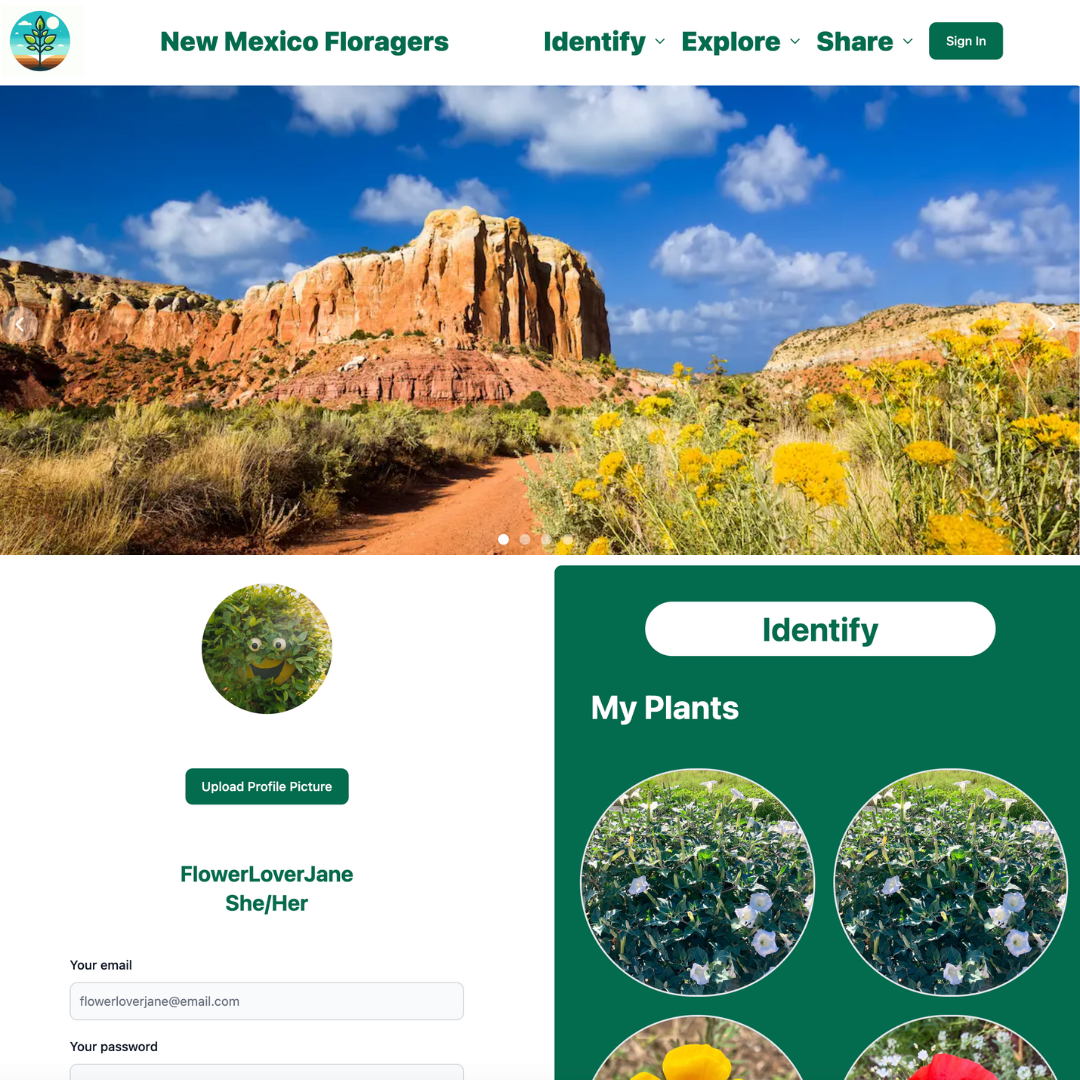 New Mexico Floragers
Identify
Explore
Share
Sign In
Upload Profile Picture
FlowerLoverJane
She/Her
Your email
flowerloverjane@email.com
Your password
Identify
My Plants